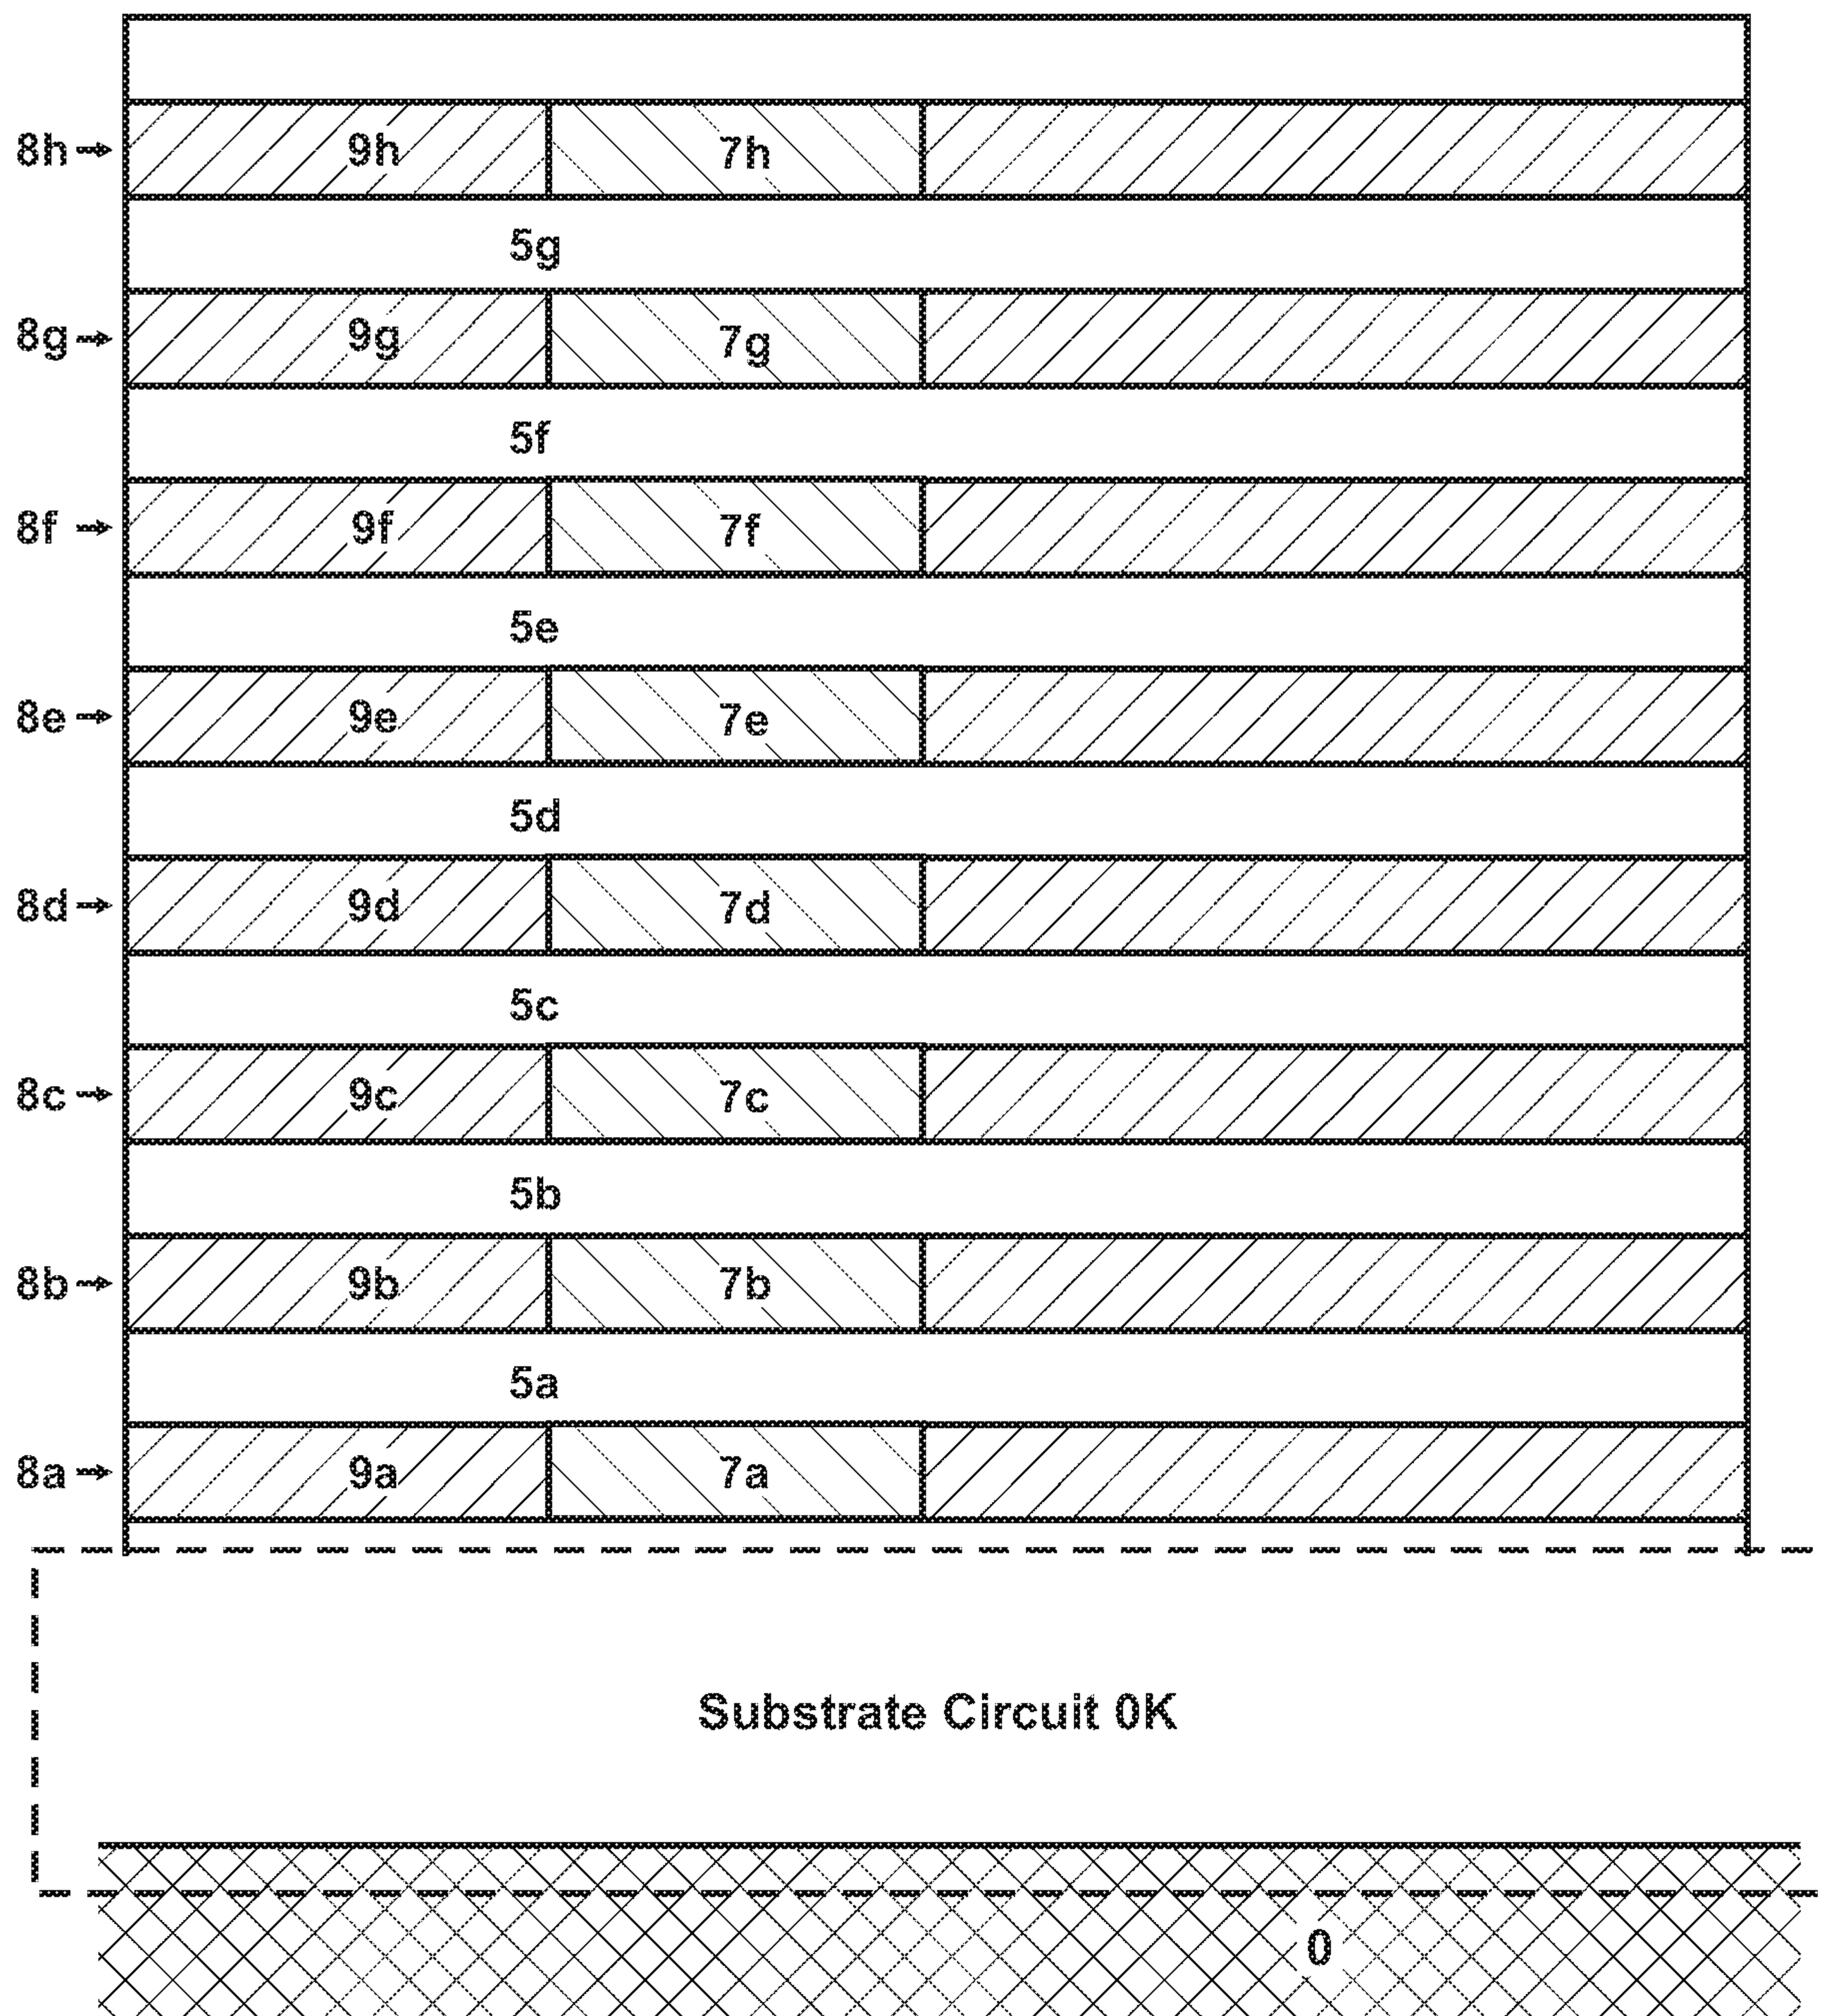 8h 9h 7h
5g
8g 9g 7g
5f
8f 9f 7f
5e
8e 9e 7e
5d
8d 9d 7d
5c
8c 9c 7c
5b
8b 9b 7b
5a
8a 9a 7a
Substrate Circuit 0K
0